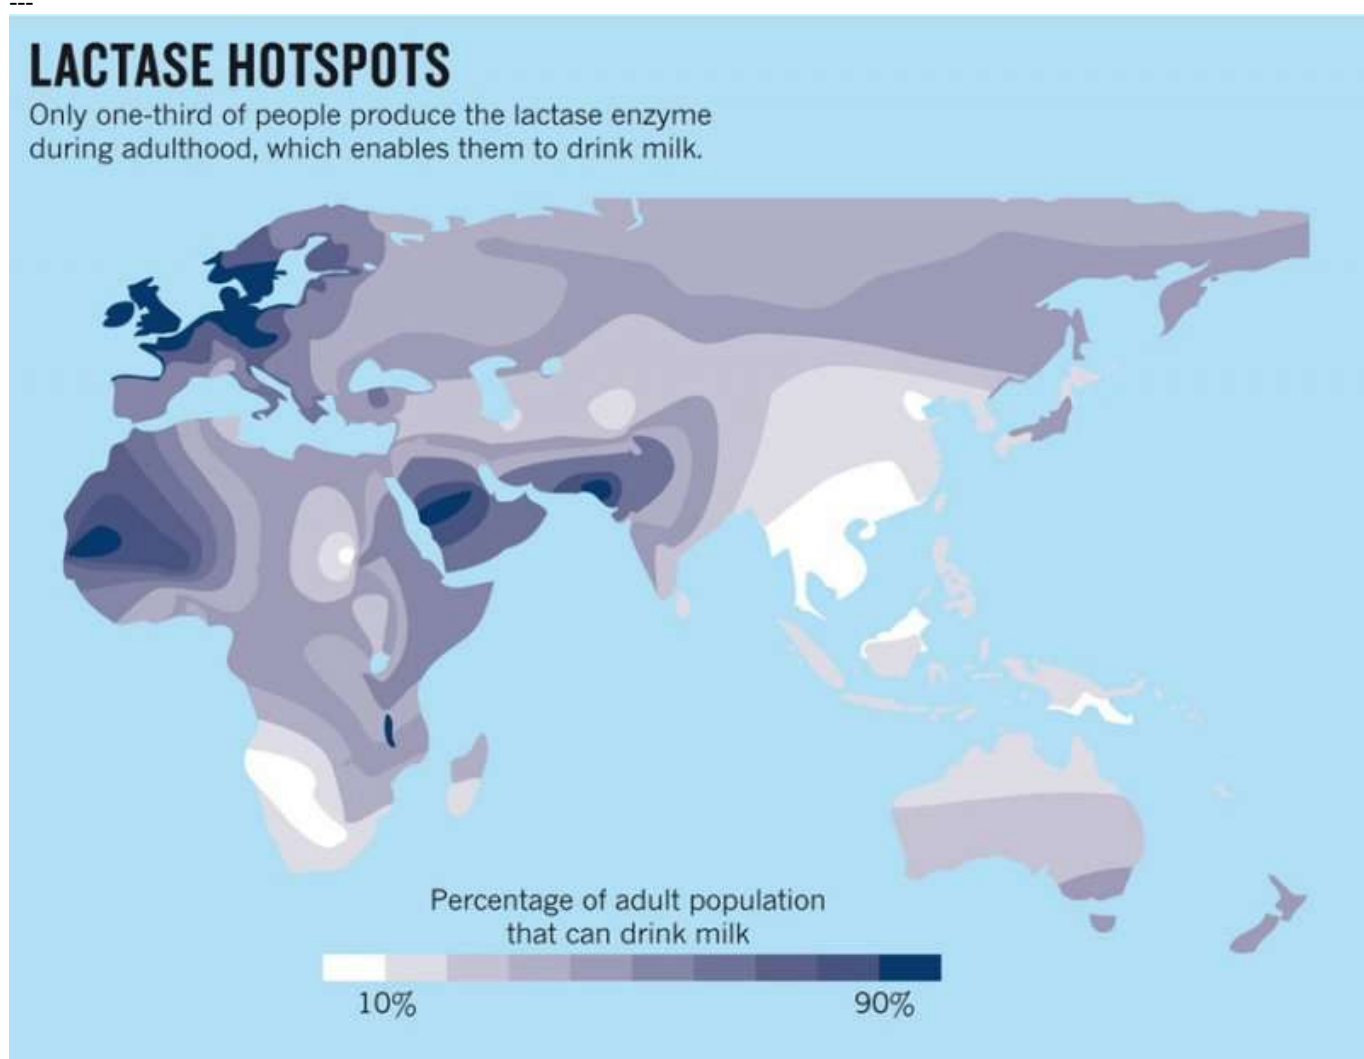 ---
LACTASE HOTSPOTS
Only one-third of people produce the lactase enzyme
during adulthood, which enables them to drink milk.
Percentage of adult population
that can drink milk
10% 90%